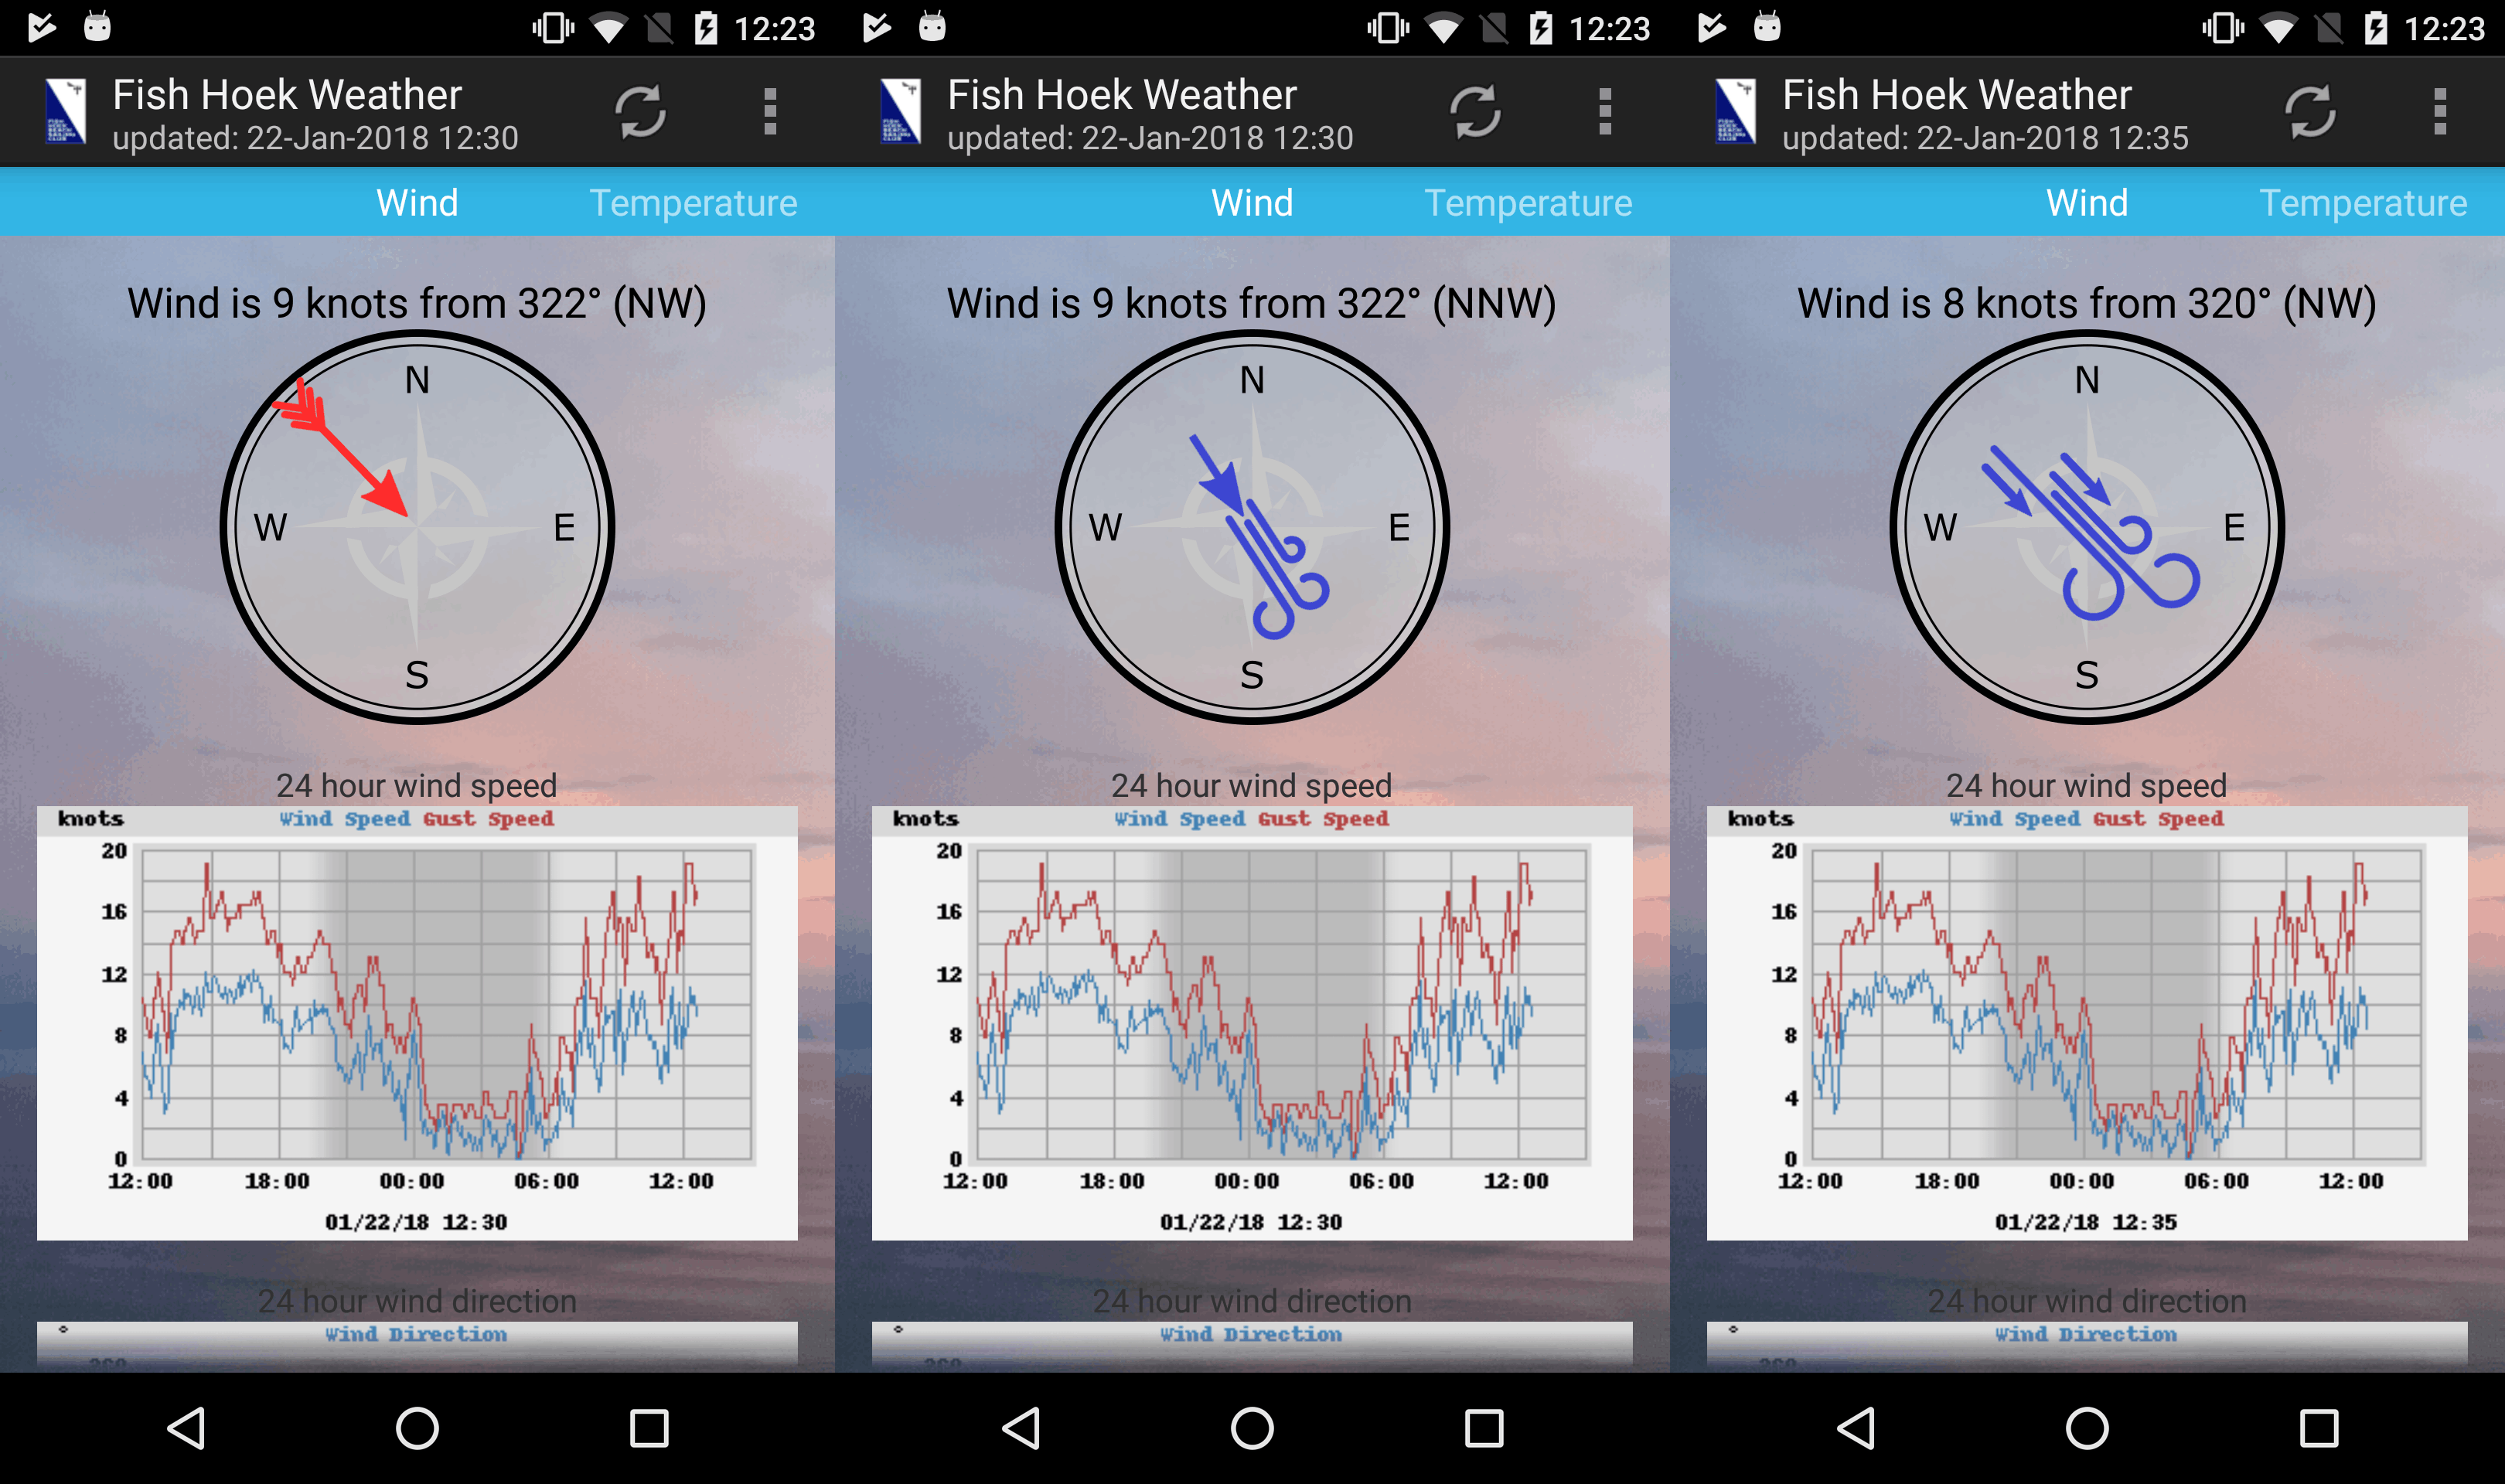 12:23
Fish Hoek Weather
updated: 22-Jan-2018 12:30
Wind Temperature
Wind is 9 knots from 322° (NW)
N
W E
S
24 hour wind speed
knots Wind Speed Gust Speed
20
16
12
8
4
0
12:00 18:00 00:00 06:00 12:00
01/22/18 12:30
24 hour wind direction
° Wind Direction
12:23
Fish Hoek Weather
updated: 22-Jan-2018 12:30
Wind Temperature
Wind is 9 knots from 322° (NNW)
N
W E
S
24 hour wind speed
knots Wind Speed Gust Speed
20
16
12
8
4
0
12:00 18:00 00:00 06:00 12:00
01/22/18 12:30
24 hour wind direction
° Wind Direction
12:23
Fish Hoek Weather
updated: 22-Jan-2018 12:35
Wind Temperature
Wind is 8 knots from 320° (NW)
N
W E
S
24 hour wind speed
knots Wind Speed Gust Speed
20
16
12
8
4
0
12:00 18:00 00:00 06:00 12:00
01/22/18 12:35
24 hour wind direction
° Wind Direction